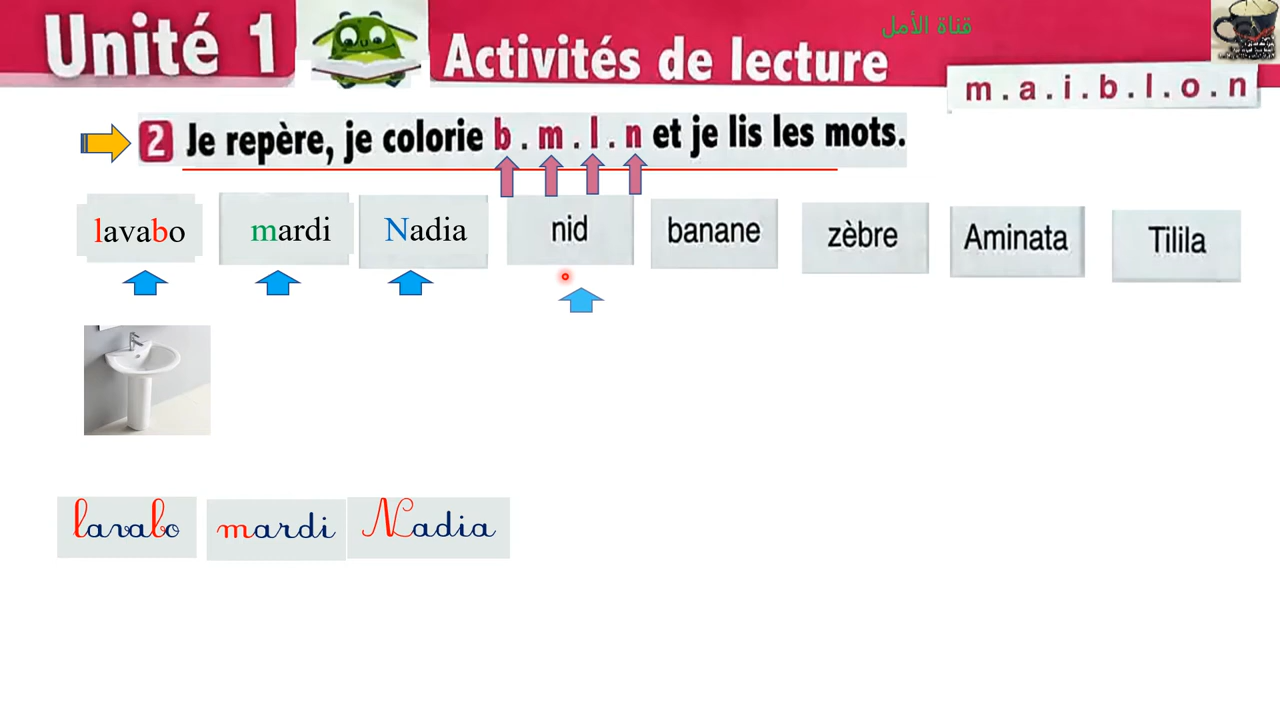 Unité 1
قناة الأمل
Activités de lecture
m . a . i . b . l . o . n
2 Je repère, je colorie b . m . l . n et je lis les mots.
lavabo mardi Nadia nid banane zèbre Aminata Tilila
lavabo mardi Nadia